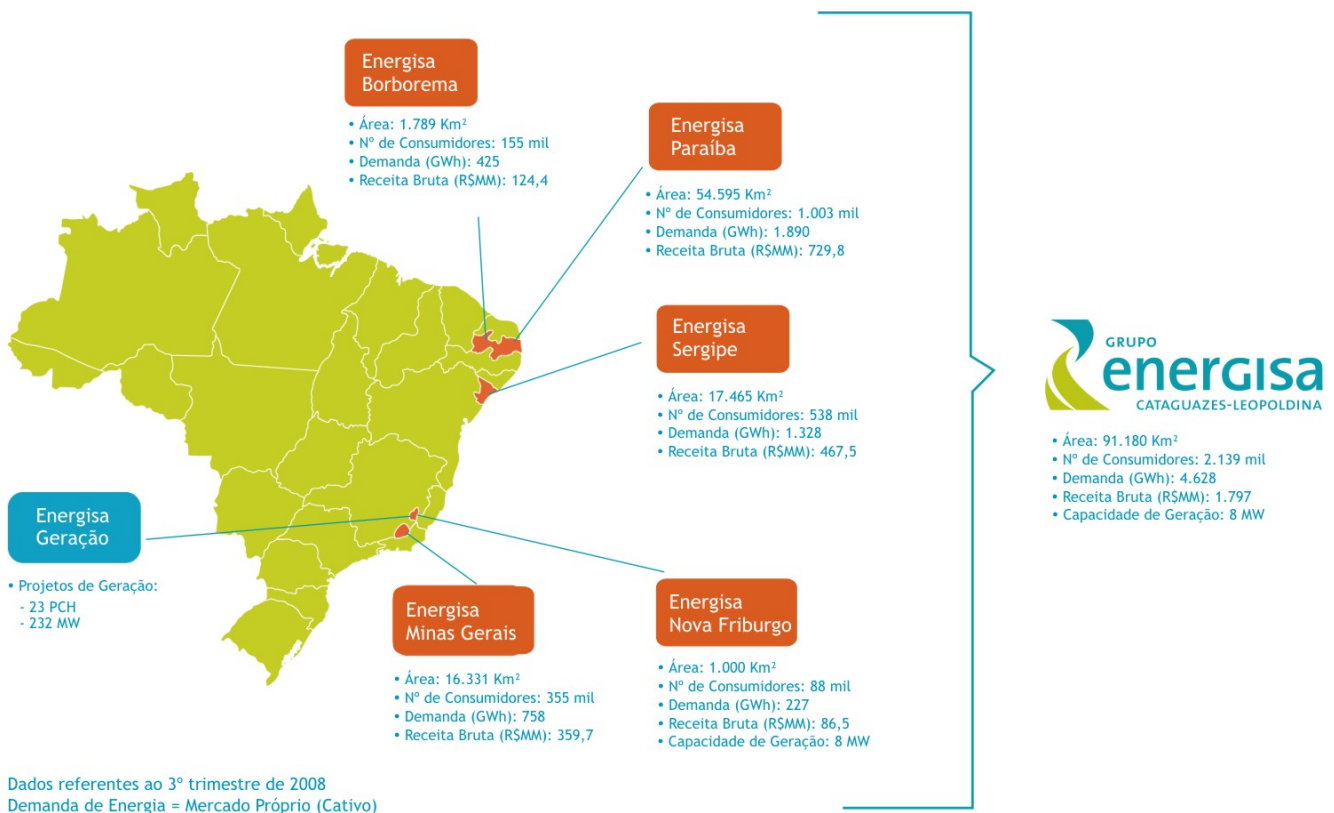 Energisa
Borborema
• Área: 1.789 Km²
• Nº de Consumidores: 155 mil
• Demanda (GWh): 425
• Receita Bruta (R$MM): 124,4
Energisa
Paraíba
• Área: 54.595 Km²
• Nº de Consumidores: 1.003 mil
• Demanda (GWh): 1.890
• Receita Bruta (R$MM): 729,8
Energisa
Sergipe
• Área: 17.465 Km²
• Nº de Consumidores: 538 mil
• Demanda (GWh): 1.328
• Receita Bruta (R$MM): 467,5
GRUPO
energisa
CATAGUAZES-LEOPOLDINA
• Área: 91.180 Km²
• Nº de Consumidores: 2.139 mil
• Demanda (GWh): 4.628
• Receita Bruta (R$MM): 1.797
• Capacidade de Geração: 8 MW
Energisa
Geração
• Projetos de Geração:
- 23 PCH
- 232 MW
Energisa
Minas Gerais
• Área: 16.331 Km²
• Nº de Consumidores: 355 mil
• Demanda (GWh): 758
• Receita Bruta (R$MM): 359,7
Energisa
Nova Friburgo
• Área: 1.000 Km²
• Nº de Consumidores: 88 mil
• Demanda (GWh): 227
• Receita Bruta (R$MM): 86,5
• Capacidade de Geração: 8 MW
Dados referentes ao 3º trimestre de 2008
Demanda de Energia = Mercado Próprio (Cativo)